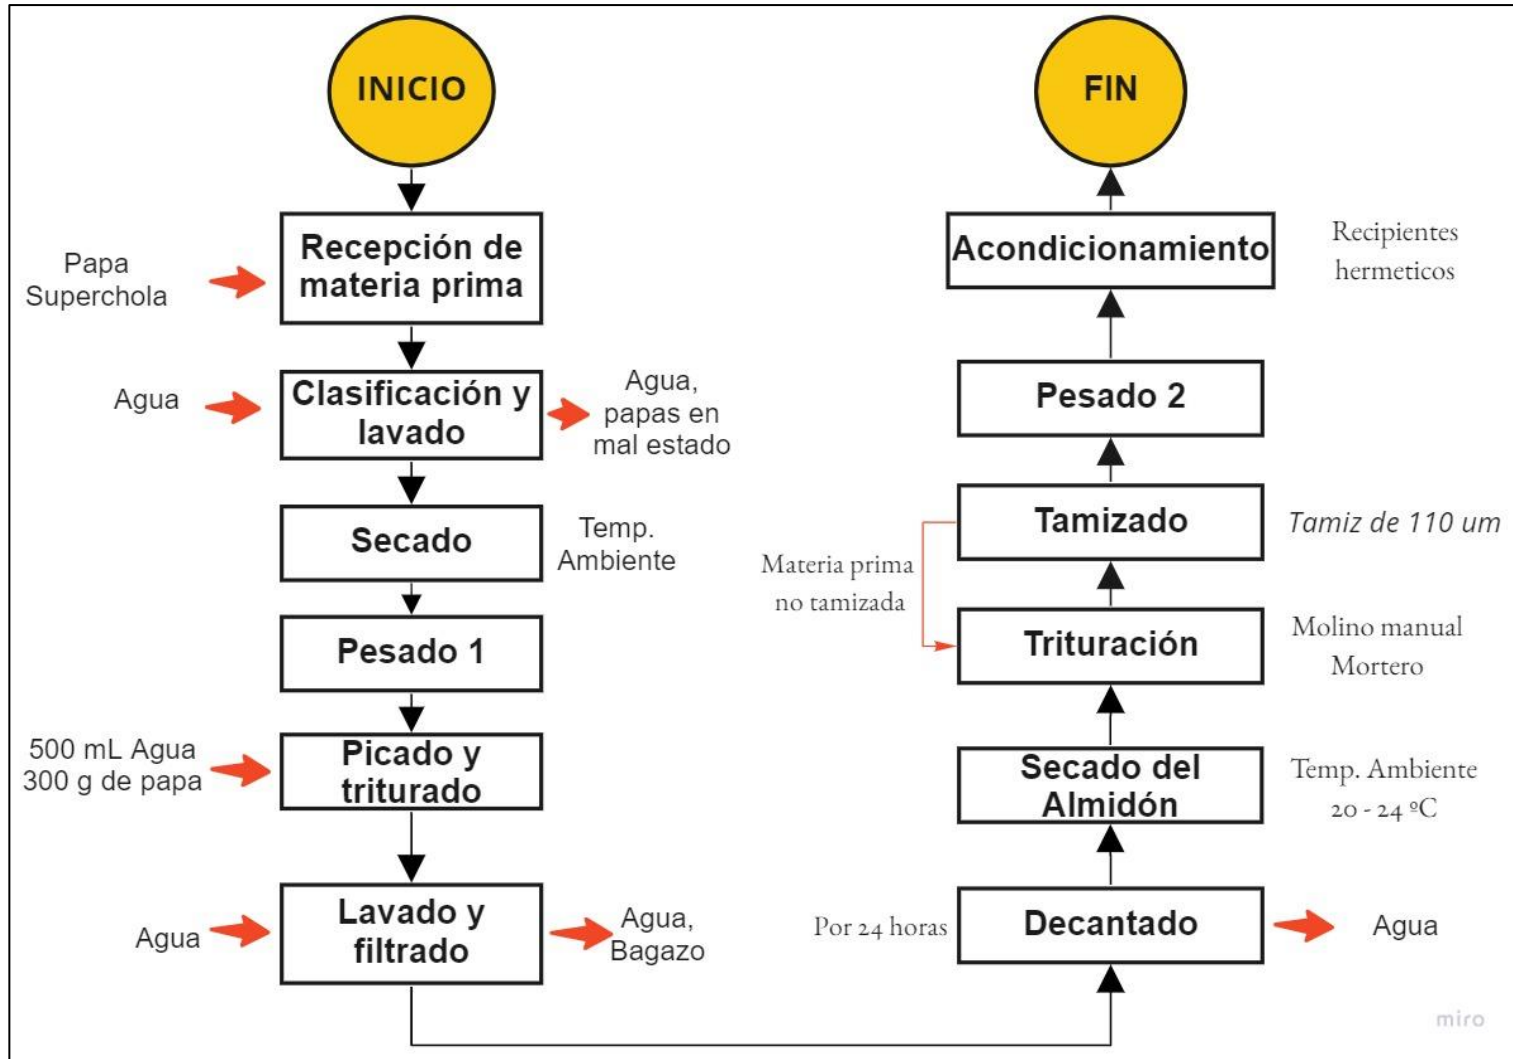 INICIO
Recepción de
materia prima
Papa
Superchola
Clasificación y
lavado
Agua
Agua,
papas en
mal estado
Secado
Temp.
Ambiente
Pesado 1
Picado y
triturado
500 mL Agua
300 g de papa
Lavado y
filtrado
Agua
Agua,
Bagazo
Decantado
Por 24 horas
Agua
Secado del
Almidón
Temp. Ambiente
20 - 24 ºC
Trituración
Molino manual
Mortero
Materia prima
no tamizada
Tamizado
Tamiz de 110 um
Pesado 2
Acondicionamiento
Recipientes
hermeticos
FIN
miro